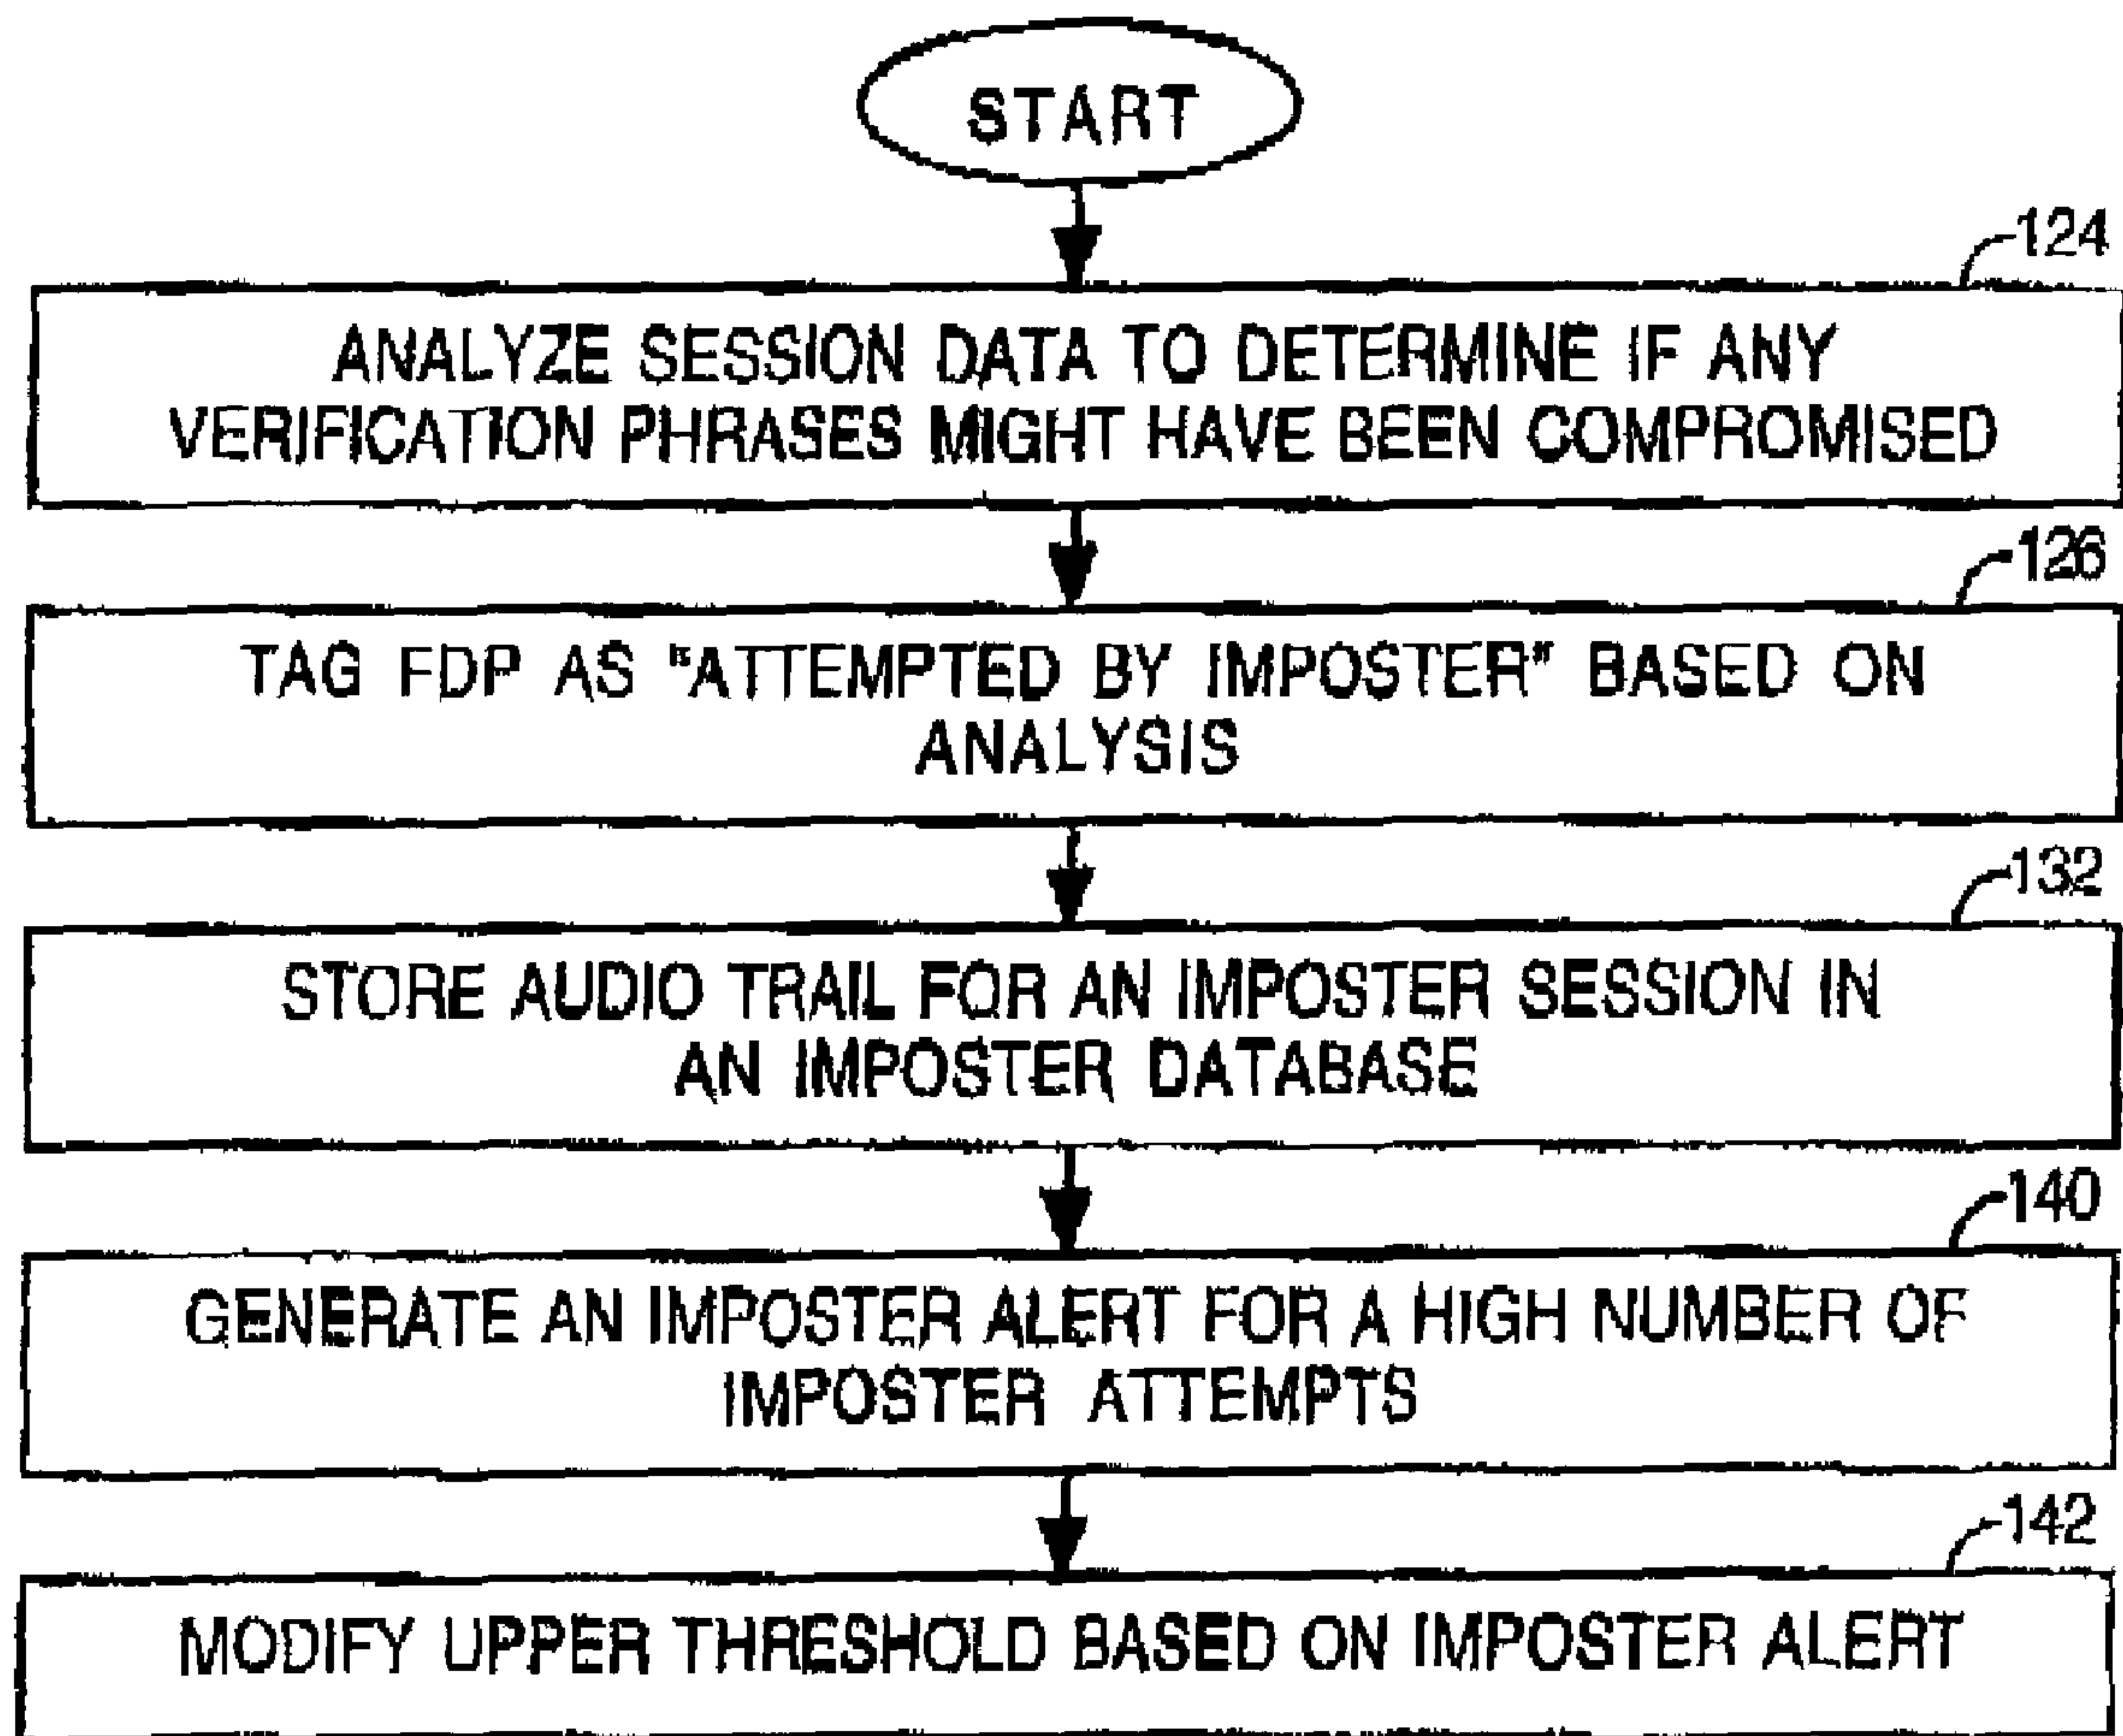 START
124
ANALYZE SESSION DATA TO DETERMINE IF ANY
VERIFICATION PHRASES MIGHT HAVE BEEN COMPROMISED
126
TAG FDP AS "ATTEMPTED BY IMPOSTER" BASED ON
ANALYSIS
132
STORE AUDIO TRAIL FOR AN IMPOSTER SESSION IN
AN IMPOSTER DATABASE
140
GENERATE AN IMPOSTER ALERT FOR A HIGH NUMBER OF
IMPOSTER ATTEMPTS
142
MODIFY UPPER THRESHOLD BASED ON IMPOSTER ALERT